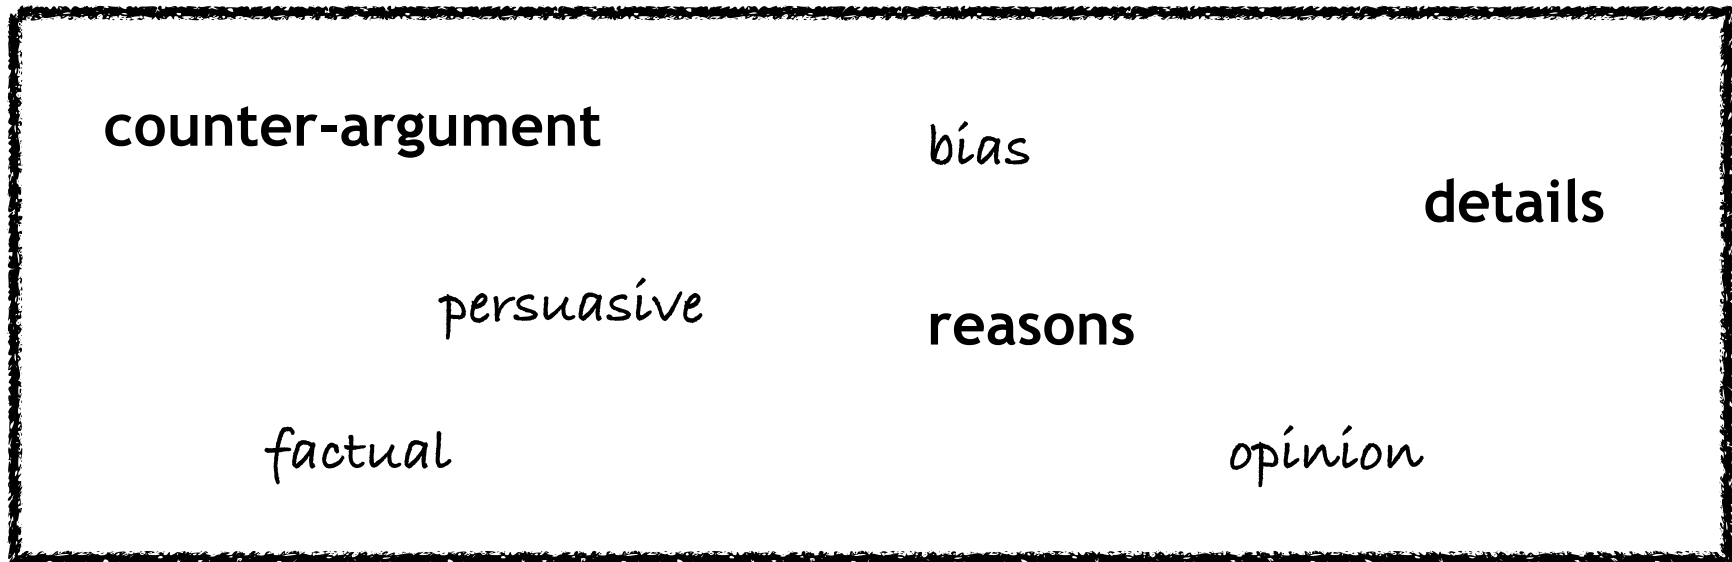 counter-argument
bias
details
persuasive
reasons
factual
opinion